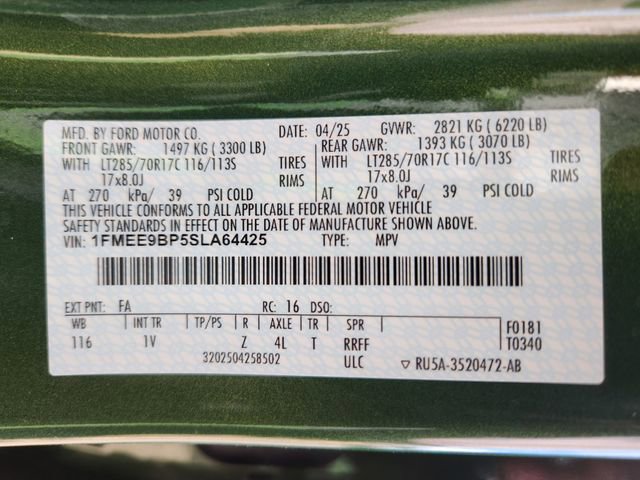 MFD. BY FORD MOTOR CO. DATE: 04/25 GVWR: 2821 KG ( 6220 LB)
FRONT GAWR: 1497 KG ( 3300 LB) REAR GAWR: 1393 KG ( 3070 LB)
WITH LT285/70R17C 116/113S TIRES LT285/70R17C 116/113S TIRES
17x8.0J RIMS 17x8.0J RIMS
AT 270 kPa/ 39 PSI COLD AT 270 kPa/ 39 PSI COLD
THIS VEHICLE CONFORMS TO ALL APPLICABLE FEDERAL MOTOR VEHICLE
SAFETY STANDARDS IN EFFECT ON THE DATE OF MANUFACTURE SHOWN ABOVE.
VIN: 1FMEE9BP5SLA64425 TYPE: MPV
EXT PNT: FA RC: 16 DSO:
WB INT TR TP/PS R AXLE TR SPR F0181
116 1V Z 4L T RRFF T0340
3202504258502 ULC ▽ RU5A-3520472-AB